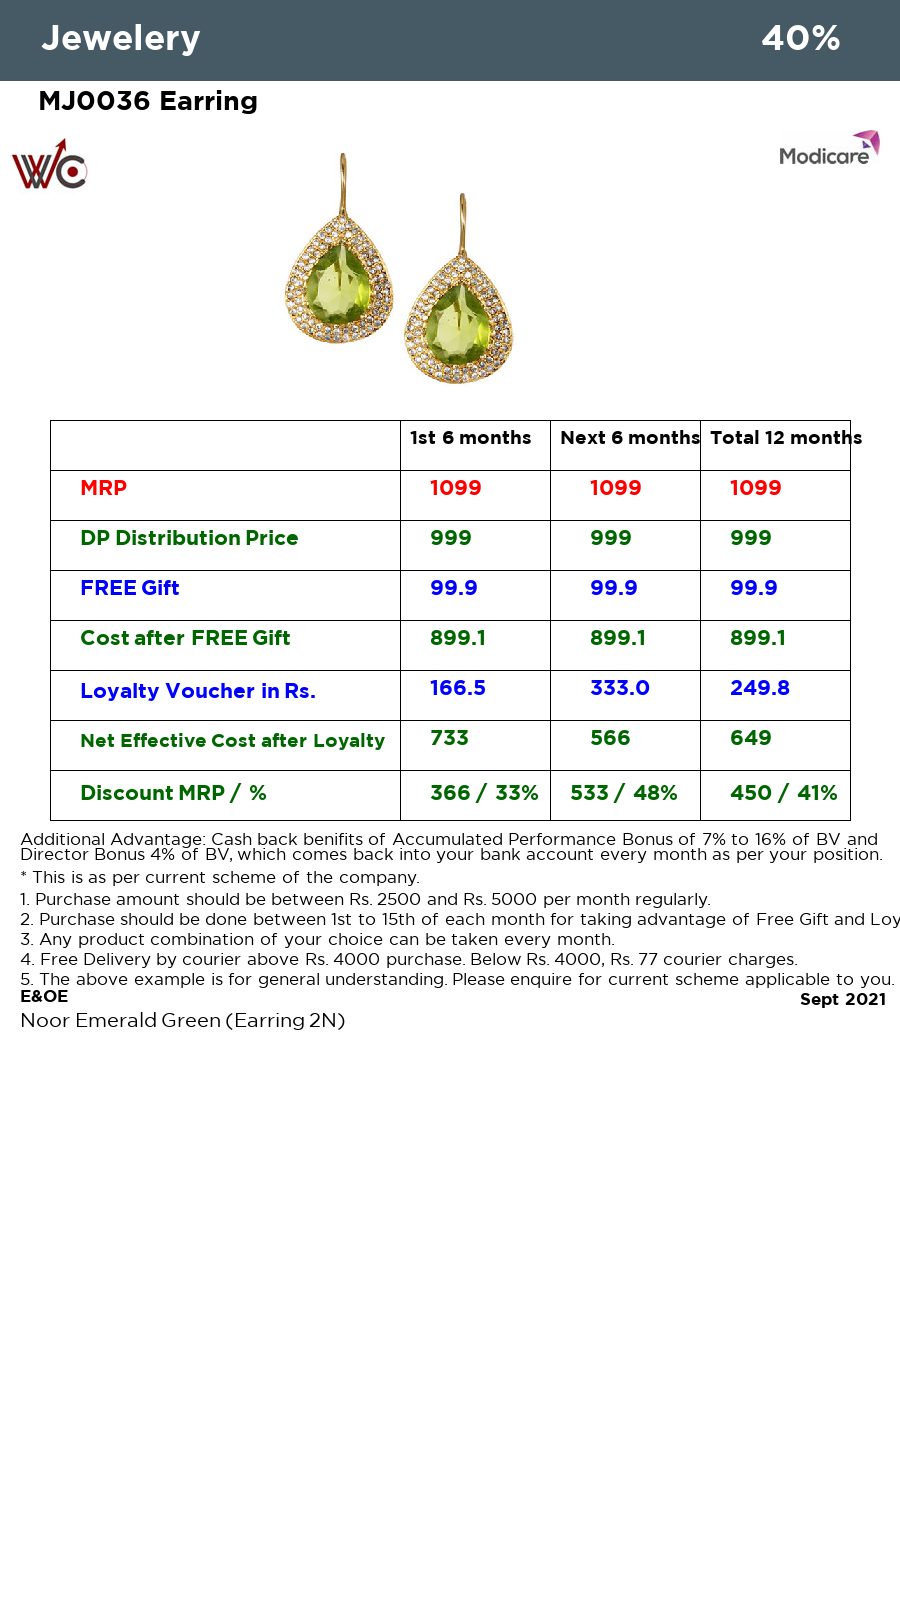 Jewelery 40%
MJ0036 Earring
WC
Modicare
1st 6 months Next 6 months Total 12 months
MRP 1099 1099 1099
DP Distribution Price 999 999 999
FREE Gift 99.9 99.9 99.9
Cost after FREE Gift 899.1 899.1 899.1
Loyalty Voucher in Rs. 166.5 333.0 249.8
Net Effective Cost after Loyalty 733 566 649
Discount MRP / % 366 / 33% 533 / 48% 450 / 41%
Additional Advantage: Cash back benifits of Accumulated Performance Bonus of 7% to 16% of BV and
Director Bonus 4% of BV, which comes back into your bank account every month as per your position.
* This is as per current scheme of the company.
1. Purchase amount should be between Rs. 2500 and Rs. 5000 per month regularly.
2. Purchase should be done between 1st to 15th of each month for taking advantage of Free Gift and Loy
3. Any product combination of your choice can be taken every month.
4. Free Delivery by courier above Rs. 4000 purchase. Below Rs. 4000, Rs. 77 courier charges.
5. The above example is for general understanding. Please enquire for current scheme applicable to you.
E&OE
Sept 2021
Noor Emerald Green (Earring 2N)